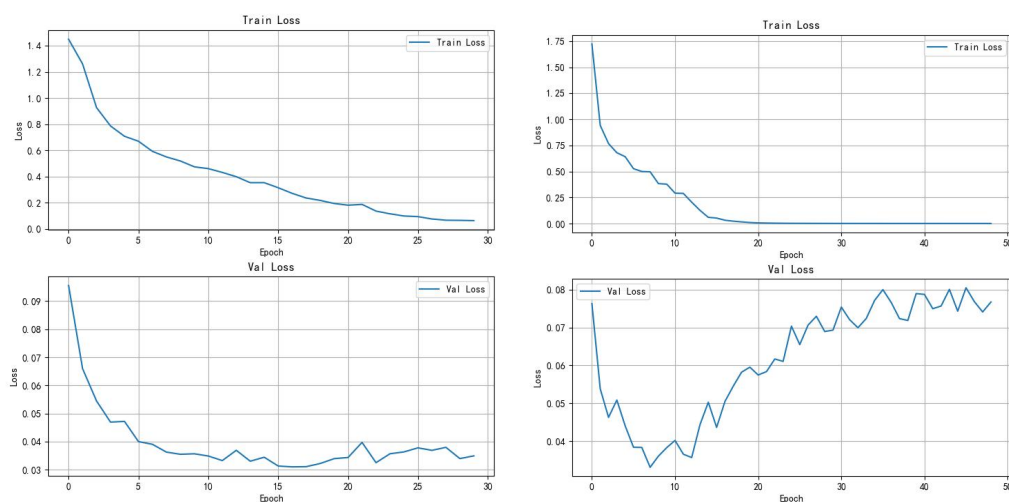 Train Loss
Train Loss
1.4
1.2
1.0
0.8
0.6
0.4
0.2
0.0
Loss
0 5 10 15 20 25 30
Epoch
Val Loss
Val Loss
0.09
0.08
0.07
0.06
0.05
0.04
0.03
Loss
0 5 10 15 20 25 30
Epoch
Train Loss
Train Loss
1.75
1.50
1.25
1.00
0.75
0.50
0.25
0.00
Loss
0 10 20 30 40 50
Epoch
Val Loss
Val Loss
0.08
0.07
0.06
0.05
0.04
Loss
0 10 20 30 40 50
Epoch